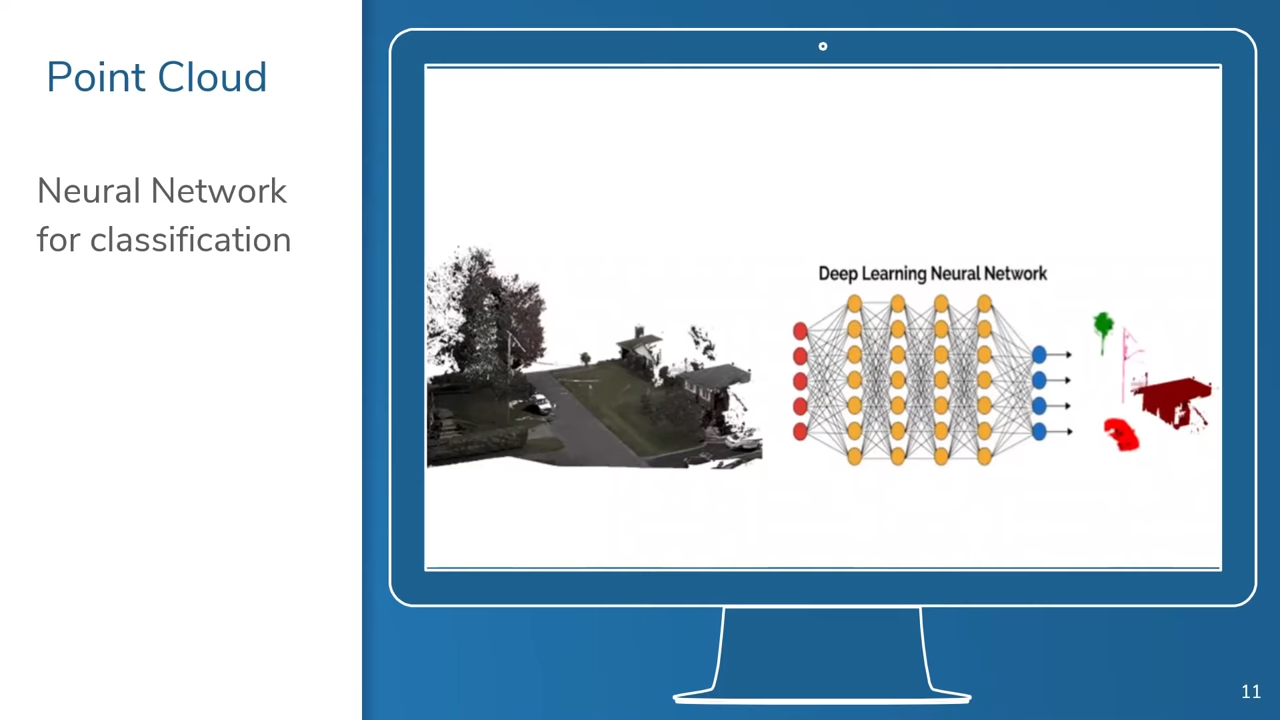 Point Cloud
Neural Network
for classification
Deep Learning Neural Network
11